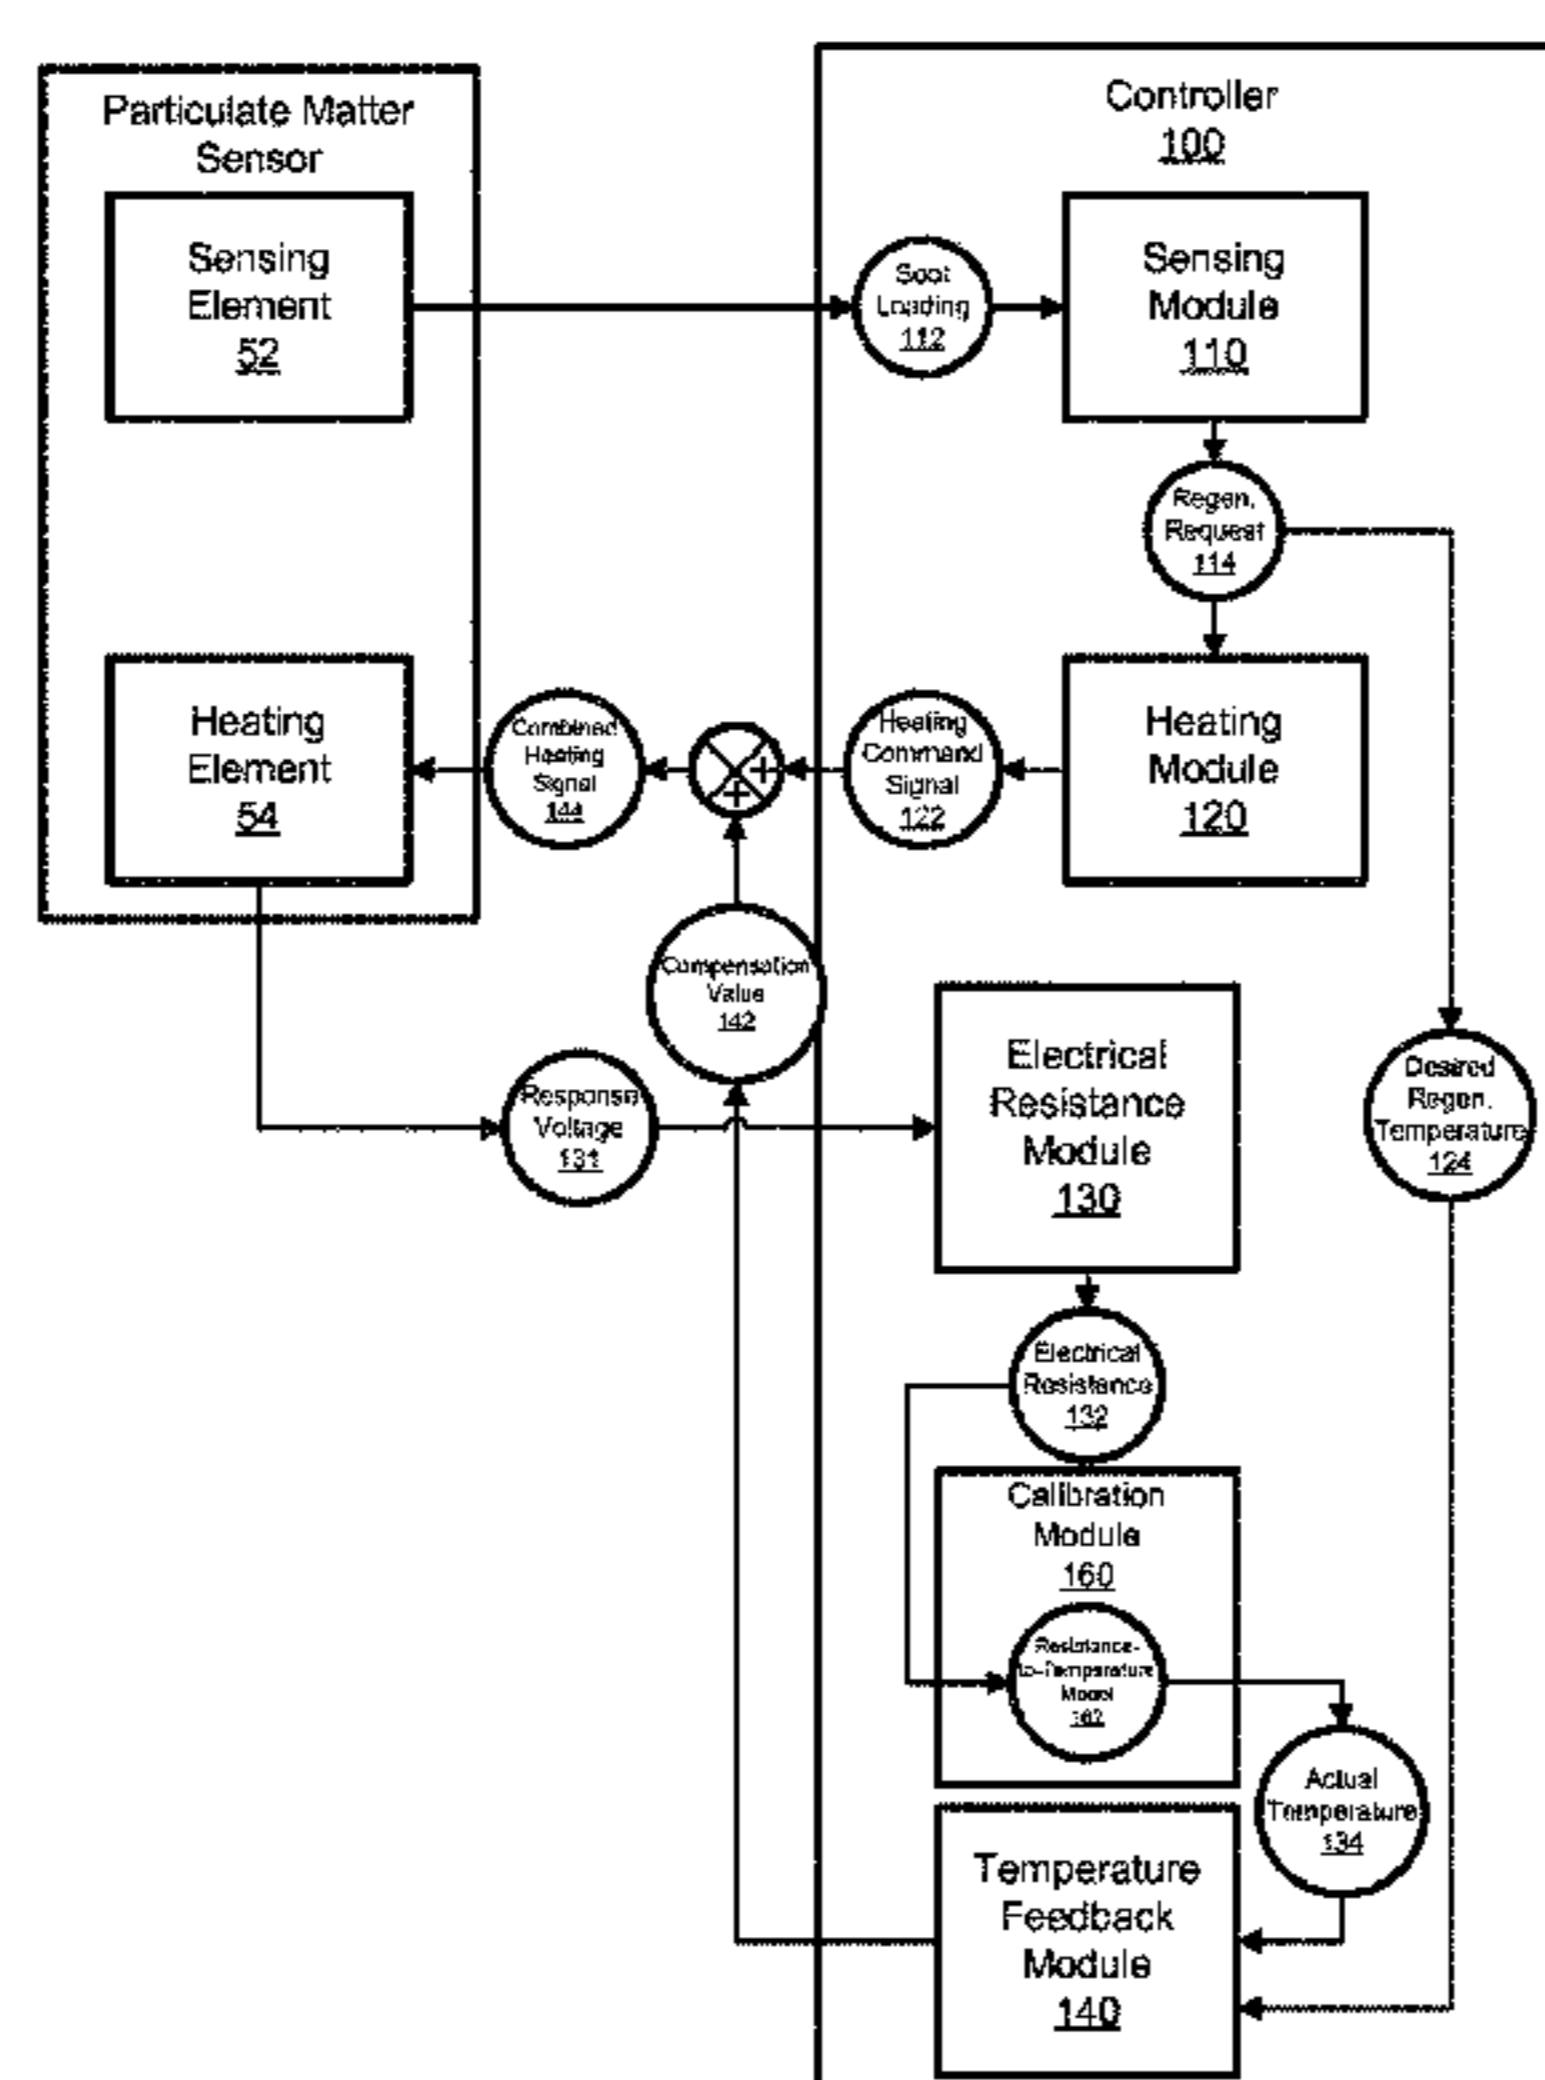 Particulate Matter
Sensor
Sensing
Element
52
Controller
100
Soot
Loading
112
Sensing
Module
110
Regen.
Request
114
Heating
Element
54
Combined
Heating
Signal
144
+
+
Heating
Command
Signal
122
Heating
Module
120
Compensation
Value
142
Response
Voltage
131
Electrical
Resistance
Module
130
Desired
Regen.
Temperature
124
Electrical
Resistance
132
Calibration
Module
160
Resistance-
to-Temperature
Model
162
Actual
Temperature
134
Temperature
Feedback
Module
140